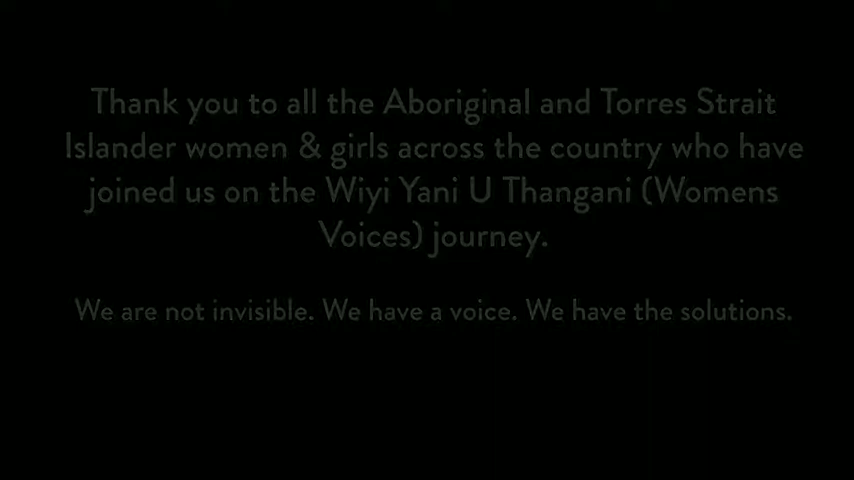 Thank you to all the Aboriginal and Torres Strait
Islander women & girls across the country who have
joined us on the Wiyi Yani U Thangani (Womens
Voices) journey.
We are not invisible. We have a voice. We have the solutions.